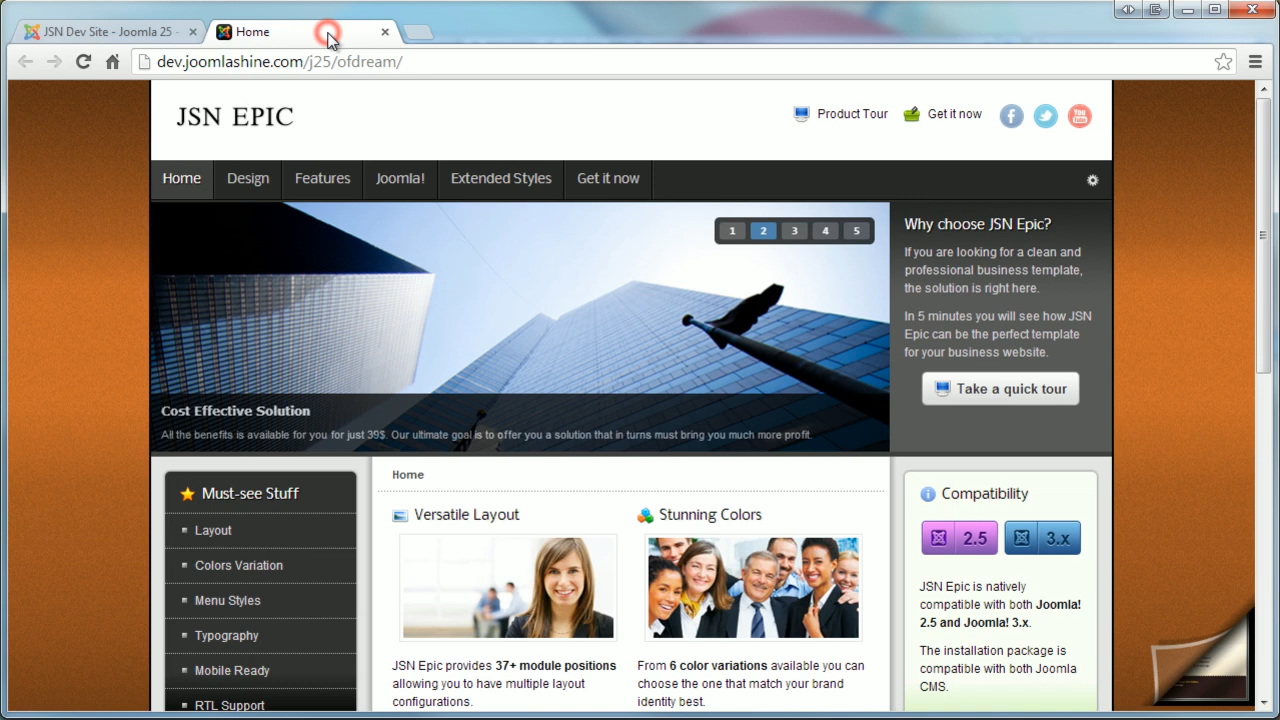 JSN Dev Site - Joomla 25 -
Home
dev.joomlashine.com/j25/ofdream/
JSN EPIC
Product Tour
Get it now
f
You
Tube
Home
Design
Features
Joomla!
Extended Styles
Get it now
1 2 3 4 5
Cost Effective Solution
All the benefits is available for you for just 39$. Our ultimate goal is to offer you a solution that in turns must bring you much more profit.
Why choose JSN Epic?
If you are looking for a clean and
professional business template,
the solution is right here.
In 5 minutes you will see how JSN
Epic can be the perfect template
for your business website.
Take a quick tour
Must-see Stuff
Layout
Colors Variation
Menu Styles
Typography
Mobile Ready
RTL Support
Home
Versatile Layout
JSN Epic provides 37+ module positions
allowing you to have multiple layout
configurations.
Stunning Colors
From 6 color variations available you can
choose the one that match your brand
identity best.
Compatibility
2.5
3.x
JSN Epic is natively
compatible with both Joomla!
2.5 and Joomla! 3.x.
The installation package is
compatible with both Joomla
CMS.